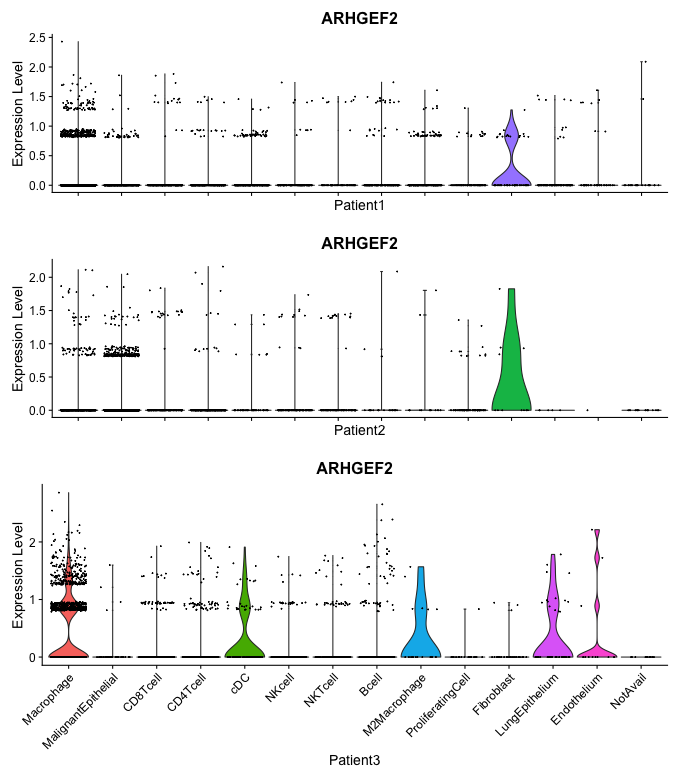 ARHGEF2
Expression Level
2.5
2.0
1.5
1.0
0.5
0.0
Patient1
ARHGEF2
Expression Level
2.0
1.5
1.0
0.5
0.0
Patient2
ARHGEF2
Expression Level
2
1
0
Macrophage
MalignantEpithelial
CD8Tcell
CD4Tcell
cDC
NKcell
NKTcell
Bcell
M2Macrophage
ProliferatingCell
Fibroblast
LungEpithelium
Endothelium
NotAvail
Patient3